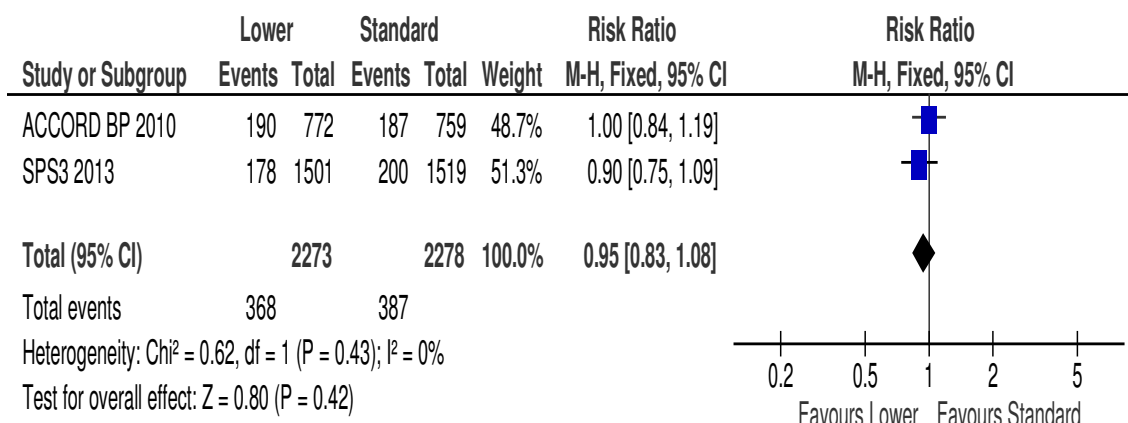 Lower Standard Risk Ratio Risk Ratio
Study or Subgroup Events Total Events Total Weight M-H, Fixed, 95% CI M-H, Fixed, 95% CI
ACCORD BP 2010 190 772 187 759 48.7% 1.00 [0.84, 1.19]
SPS3 2013 178 1501 200 1519 51.3% 0.90 [0.75, 1.09]
Total (95% CI) 2273 2278 100.0% 0.95 [0.83, 1.08]
Total events 368 387
Heterogeneity: Chi² = 0.62, df = 1 (P = 0.43); I² = 0%
Test for overall effect: Z = 0.80 (P = 0.42)
0.2 0.5 1 2 5
Favours Lower Favours Standard